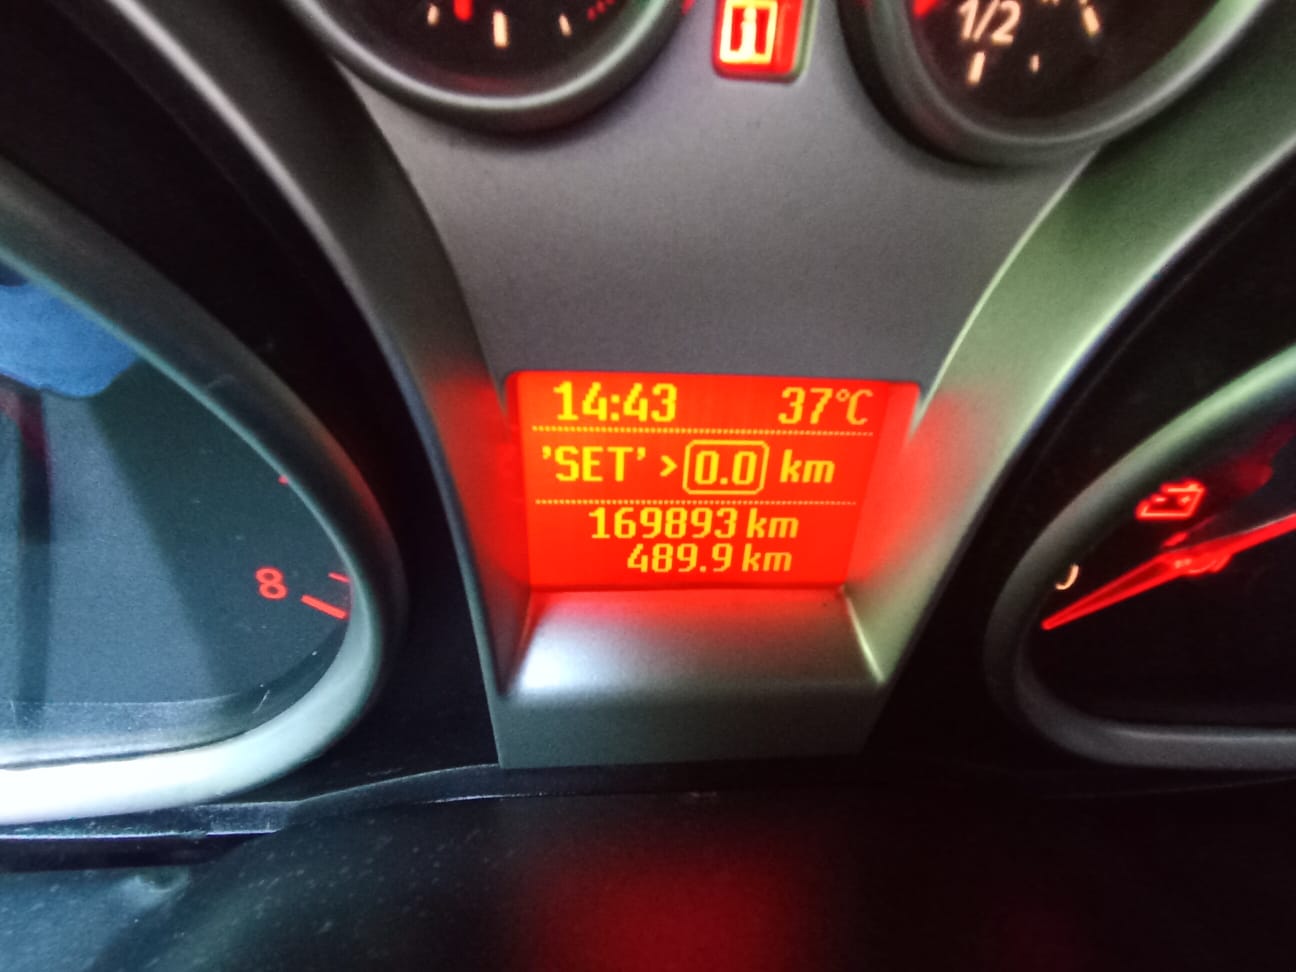 1/2
14:43 37°C
'SET' > 0.0 km
169893 km
489.9 km
8